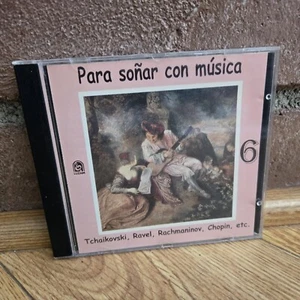 Para soñar con música
6
Tchaikovski, Ravel, Rachmaninov, Chopin, etc.